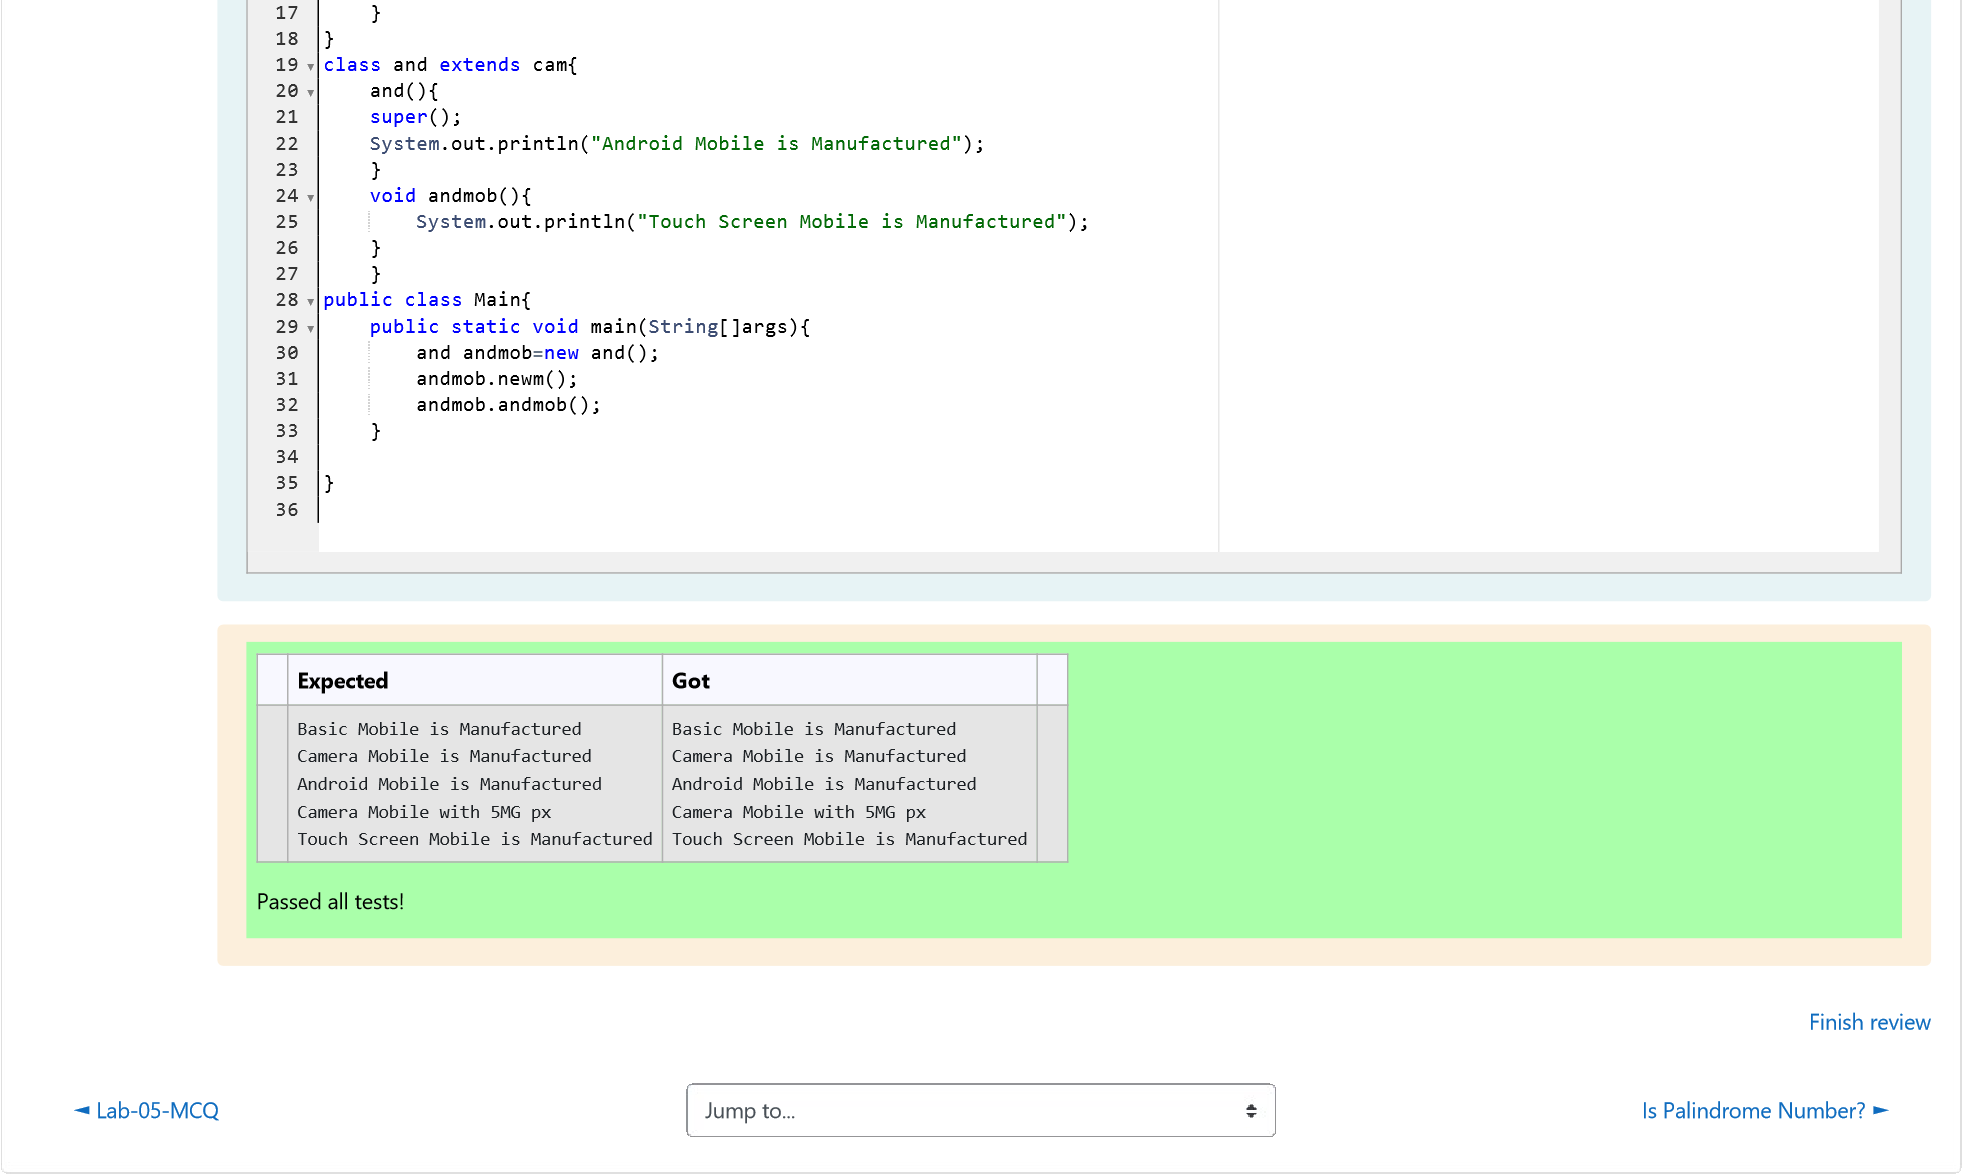 17     }
18 }
19 class and extends cam{
20     and(){
21     super();
22     System.out.println("Android Mobile is Manufactured");
23     }
24     void andmob(){
25         System.out.println("Touch Screen Mobile is Manufactured");
26     }
27     }
28 public class Main{
29     public static void main(String[]args){
30         and andmob=new and();
31         andmob.newm();
32         andmob.andmob();
33     }
34
35 }
36
Expected Got
Basic Mobile is Manufactured Basic Mobile is Manufactured
Camera Mobile is Manufactured Camera Mobile is Manufactured
Android Mobile is Manufactured Android Mobile is Manufactured
Camera Mobile with 5MG px Camera Mobile with 5MG px
Touch Screen Mobile is Manufactured Touch Screen Mobile is Manufactured
Passed all tests!
Finish review
◄ Lab-05-MCQ
Jump to...
Is Palindrome Number? ►